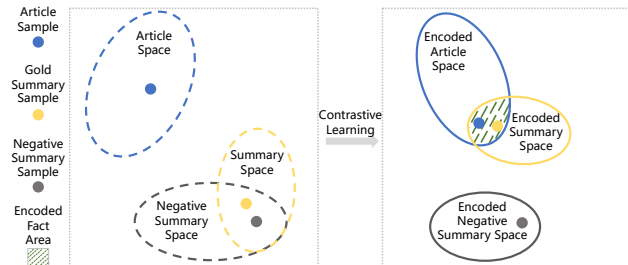 Article
Sample
Gold
Summary
Sample
Negative
Summary
Sample
Encoded
Fact
Area
Article
Space
Summary
Space
Negative
Summary
Space
Contrastive
Learning
Encoded
Article
Space
Encoded
Summary
Space
Encoded
Negative
Summary Space